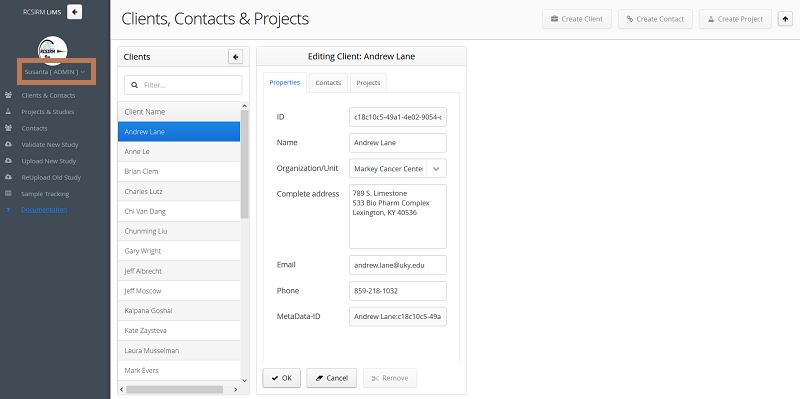 RCSIRM LIMS
RCSIRM
Susanta [ ADMIN ]
Clients & Contacts
Projects & Studies
Contacts
Validate New Study
Upload New Study
ReUpload Old Study
Sample Tracking
? Documentation
Clients, Contacts & Projects
Create Client
Create Contact
Create Project
Clients
Filter...
Client Name
Andrew Lane
Anne Le
Brian Clem
Charles Lutz
Chi Van Dang
Chunming Liu
Gary Wright
Jeff Albrecht
Jeff Moscow
Kalpana Goshal
Kate Zaysteva
Laura Musselman
Mark Evers
Editing Client: Andrew Lane
Properties
Contacts
Projects
ID
c18c10c5-49a1-4e02-9054-c
Name
Andrew Lane
Organization/Unit
Markey Cancer Center
Complete address
789 S. Limestone
533 Bio Pharm Complex
Lexington, KY 40536
Email
andrew.lane@uky.edu
Phone
859-218-1032
MetaData-ID
Andrew Lane:c18c10c5-49a
OK
Cancel
Remove